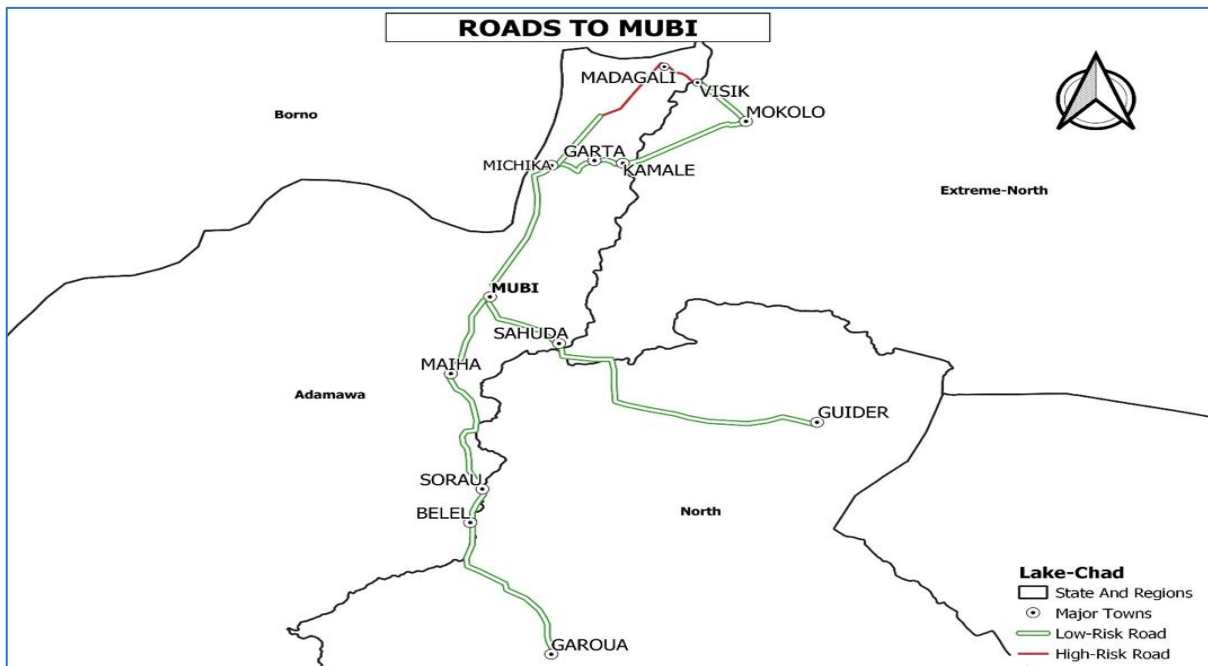 ROADS TO MUBI
MADAGALI
VISIK
MOKOLO
Borno
GARTA
MICHIKA
KAMALE
Extreme-North
MUBI
SAHUDA
MAIHA
Adamawa
GUIDER
SORAU
BELEL
North
Lake-Chad
State And Regions
Major Towns
Low-Risk Road
High-Risk Road
GAROUA